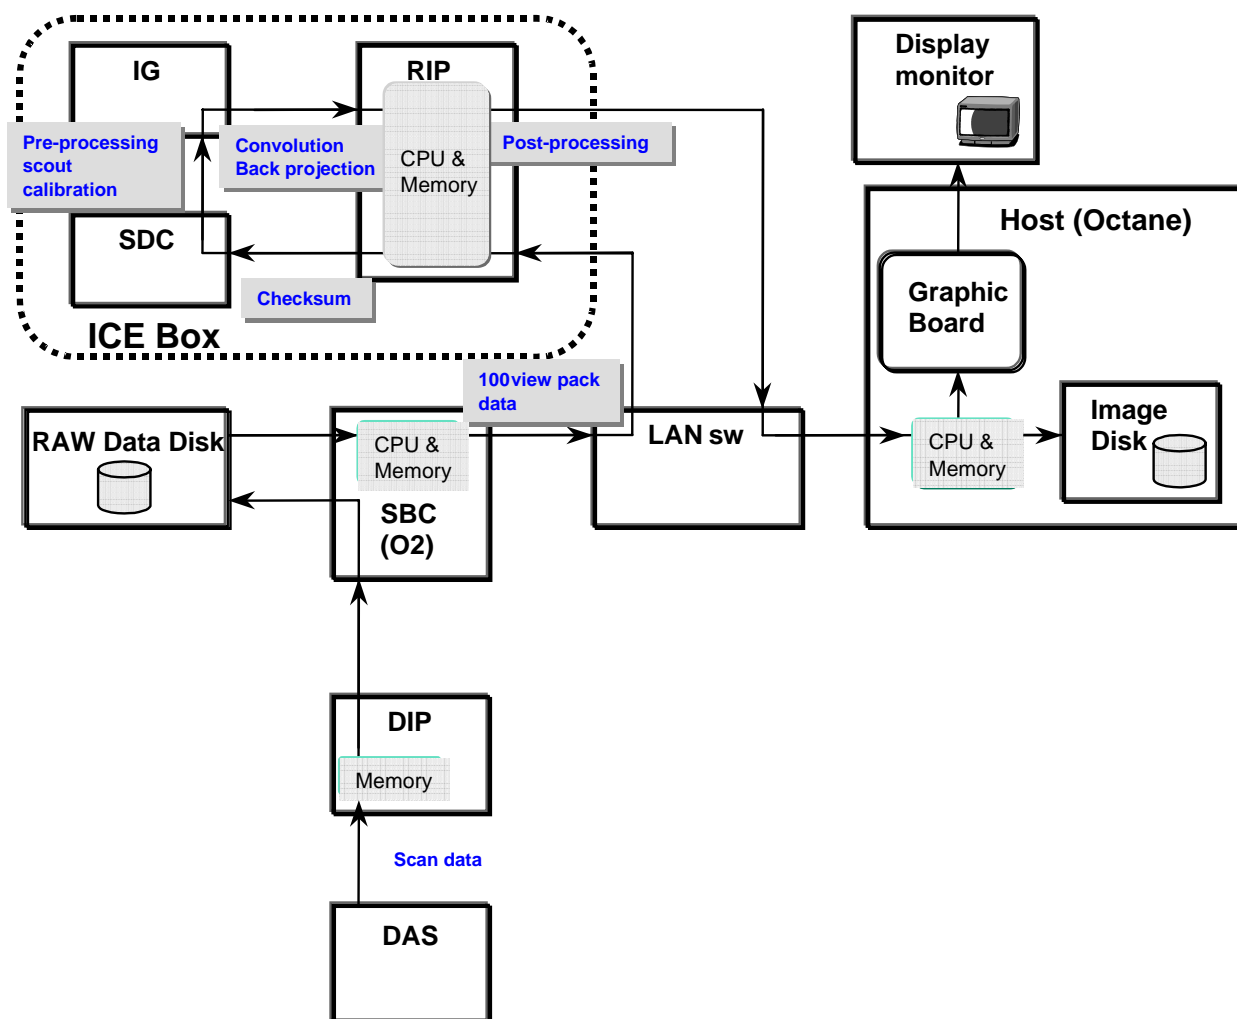 IG
RIP
Display
monitor
Pre-processing
scout
calibration
Convolution
Back projection
CPU &
Memory
Post-processing
SDC
Checksum
ICE Box
Host (Octane)
Graphic
Board
100view pack
data
RAW Data Disk
CPU &
Memory
SBC
(O2)
LAN sw
CPU &
Memory
Image
Disk
DIP
Memory
Scan data
DAS